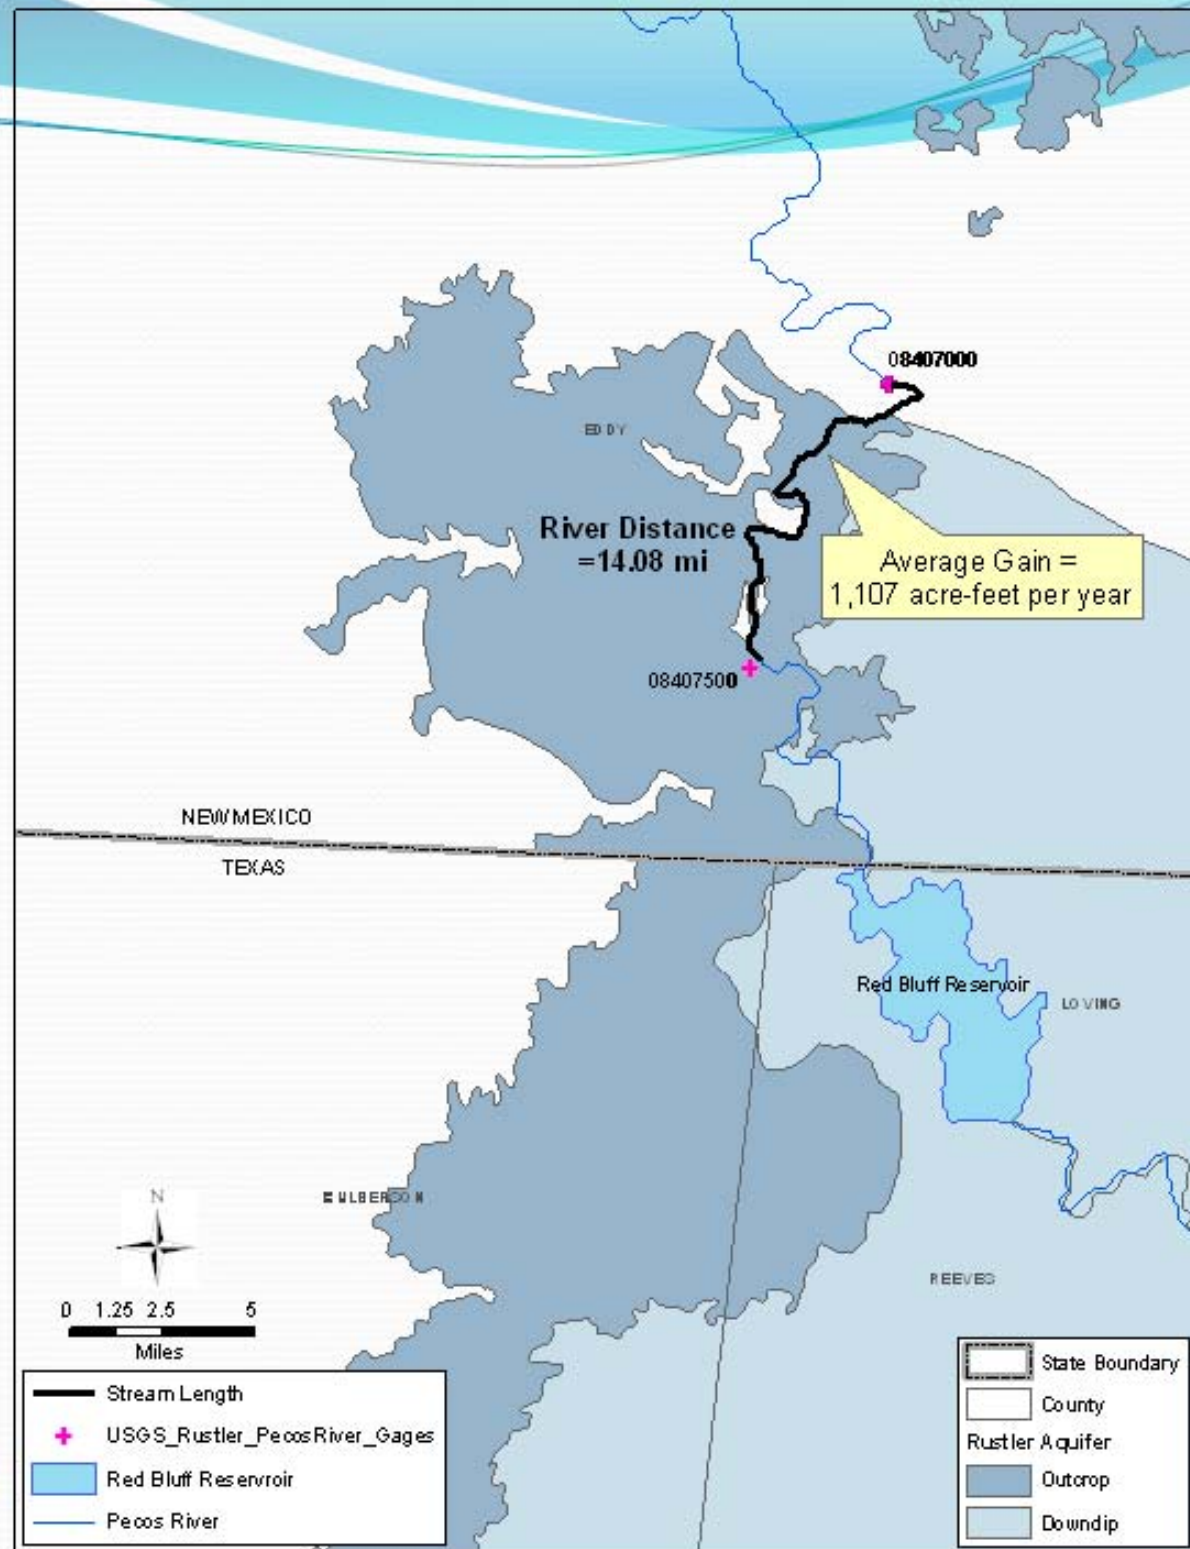 08407000
EDDY
River Distance
=14.08 mi
Average Gain =
1,107 acre-feet per year
08407500
NEW MEXICO
TEXAS
Red Bluff Reservoir
LOVING
N
REEVES
0 1.25 2.5 5
Miles
Stream Length
USGS_Rustler_PecosRiver_Gages
Red Bluff Reservroir
Pecos River
State Boundary
County
Rustler Aquifer
Outcrop
Downdip